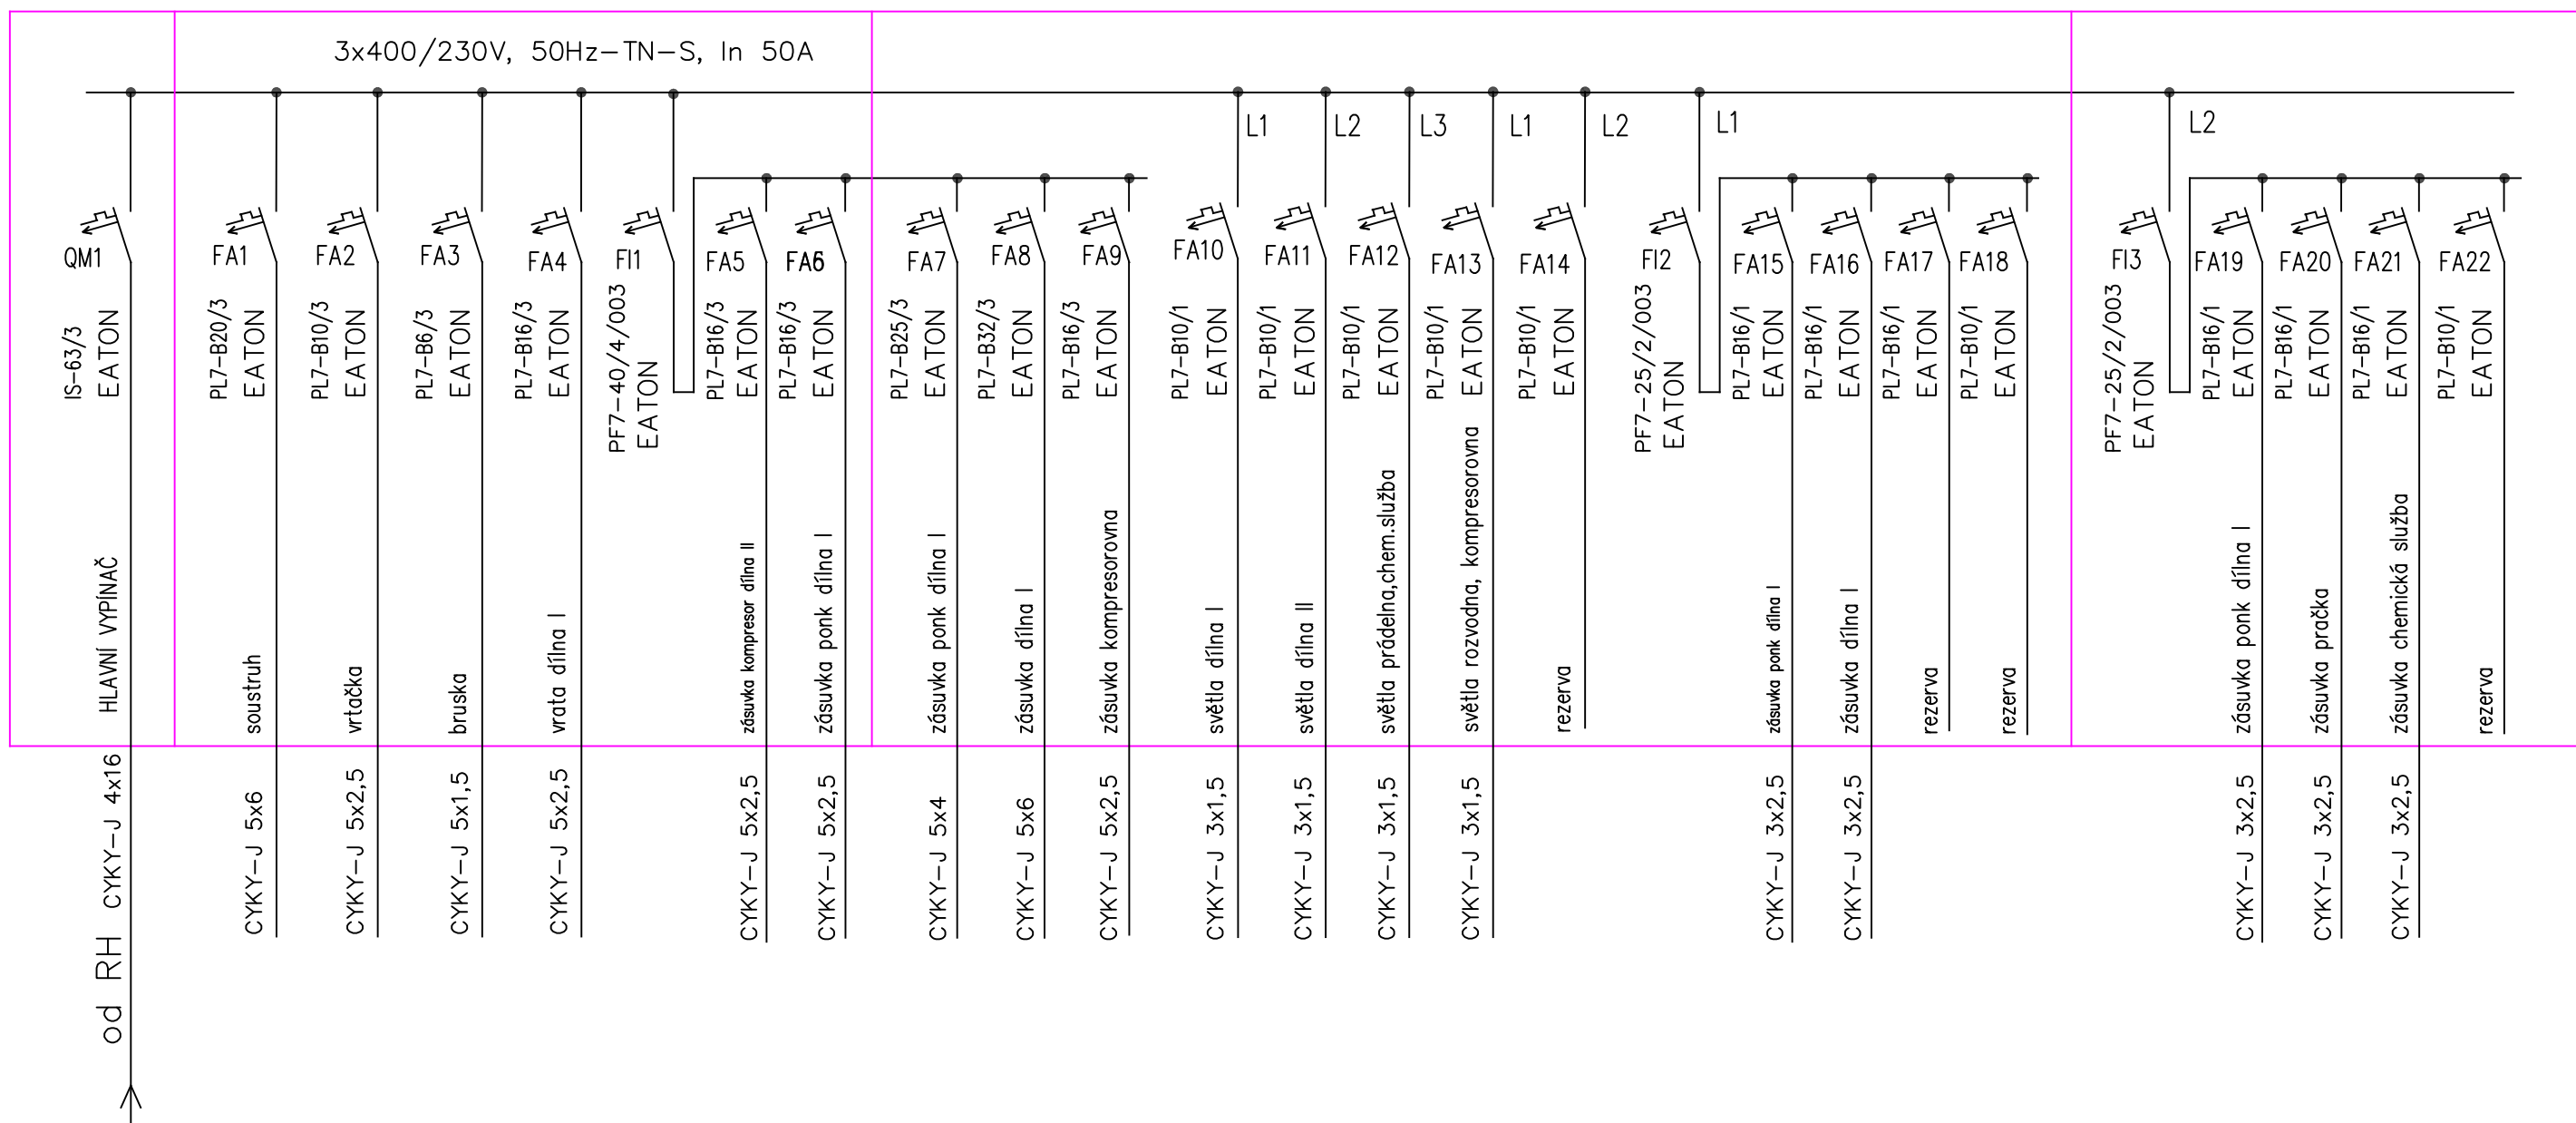 3x400/230V, 50Hz-TN-S, In 50A
L1
L2
L3
L1
L2
L1
L2
QM1
IS-63/3
EATON
HLAVNÍ VYPÍNAČ
od RH CYKY-J 4x16
FA1
PL7-B20/3
EATON
soustruh
CYKY-J 5x6
FA2
PL7-B10/3
EATON
vrtačka
CYKY-J 5x2,5
FA3
PL7-B6/3
EATON
bruska
CYKY-J 5x1,5
FA4
PL7-B16/3
EATON
vrata dílna I
CYKY-J 5x2,5
FI1
PF7-40/4/003
EATON
FA5
PL7-B16/3
EATON
zásuvka kompresor dílna II
CYKY-J 5x2,5
FA6
PL7-B16/3
EATON
zásuvka ponk dílna I
CYKY-J 5x2,5
FA7
PL7-B25/3
EATON
zásuvka ponk dílna I
CYKY-J 5x4
FA8
PL7-B32/3
EATON
zásuvka dílna I
CYKY-J 5x6
FA9
PL7-B16/3
EATON
zásuvka kompresorovna
CYKY-J 5x2,5
FA10
PL7-B10/1
EATON
světla dílna I
CYKY-J 3x1,5
FA11
PL7-B10/1
EATON
světla dílna II
CYKY-J 3x1,5
FA12
PL7-B10/1
EATON
světla prádelna,chem.služba
CYKY-J 3x1,5
FA13
PL7-B10/1
EATON
světla rozvodna, kompresorovna
CYKY-J 3x1,5
FA14
PL7-B10/1
EATON
rezerva
FI2
PF7-25/2/003
EATON
FA15
PL7-B16/1
EATON
zásuvka ponk dílna I
CYKY-J 3x2,5
FA16
PL7-B16/1
EATON
zásuvka dílna I
CYKY-J 3x2,5
FA17
PL7-B16/1
EATON
rezerva
FA18
PL7-B10/1
EATON
rezerva
FI3
PF7-25/2/003
EATON
FA19
PL7-B16/1
EATON
zásuvka ponk dílna I
CYKY-J 3x2,5
FA20
PL7-B16/1
EATON
zásuvka pračka
CYKY-J 3x2,5
FA21
PL7-B16/1
EATON
zásuvka chemická služba
CYKY-J 3x2,5
FA22
PL7-B10/1
EATON
rezerva